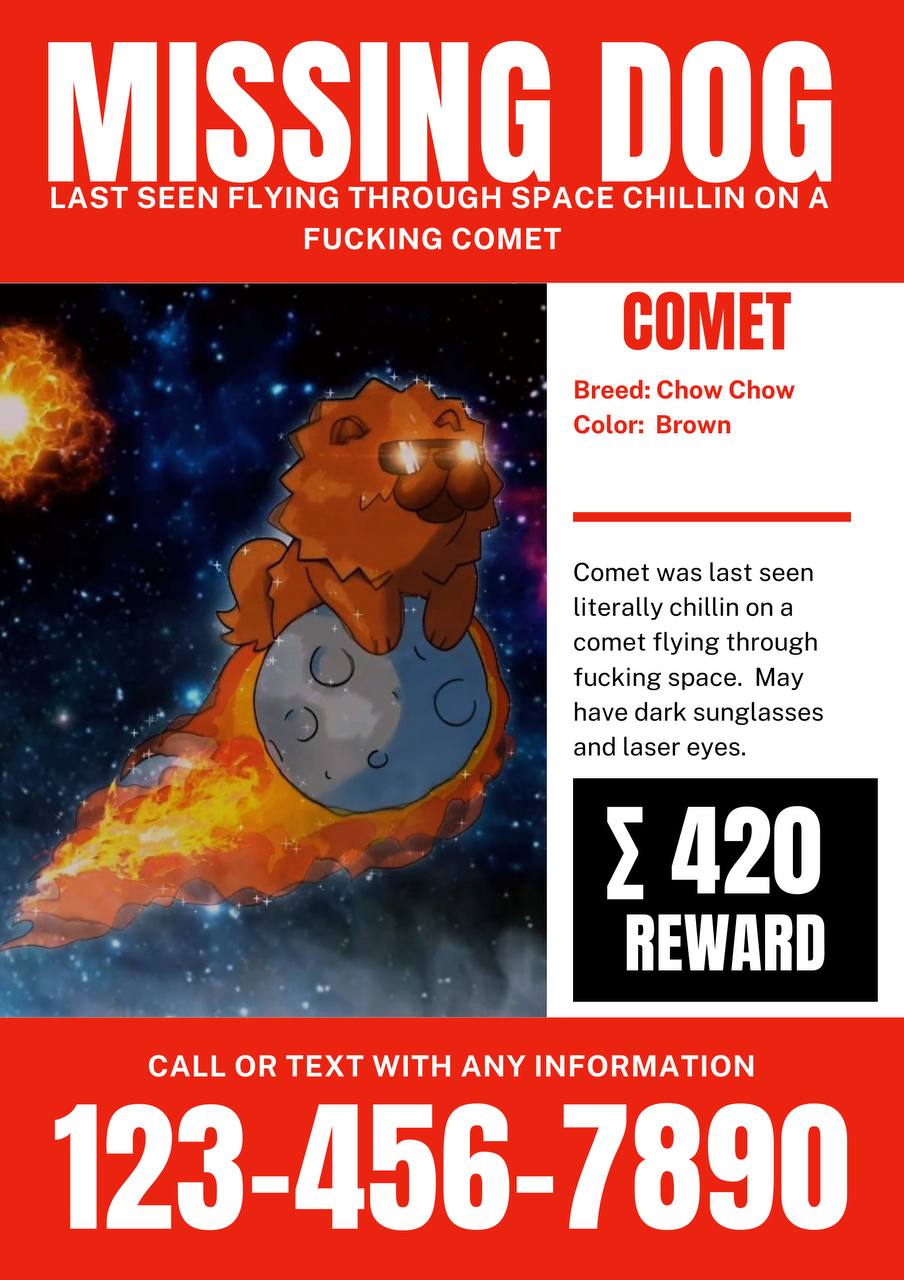 MISSING DOG
LAST SEEN FLYING THROUGH SPACE CHILLIN ON A
FUCKING COMET
COMET
Breed: Chow Chow
Color:  Brown
Comet was last seen
literally chillin on a
comet flying through
fucking space.  May
have dark sunglasses
and laser eyes.
Σ 420
REWARD
CALL OR TEXT WITH ANY INFORMATION
123-456-7890